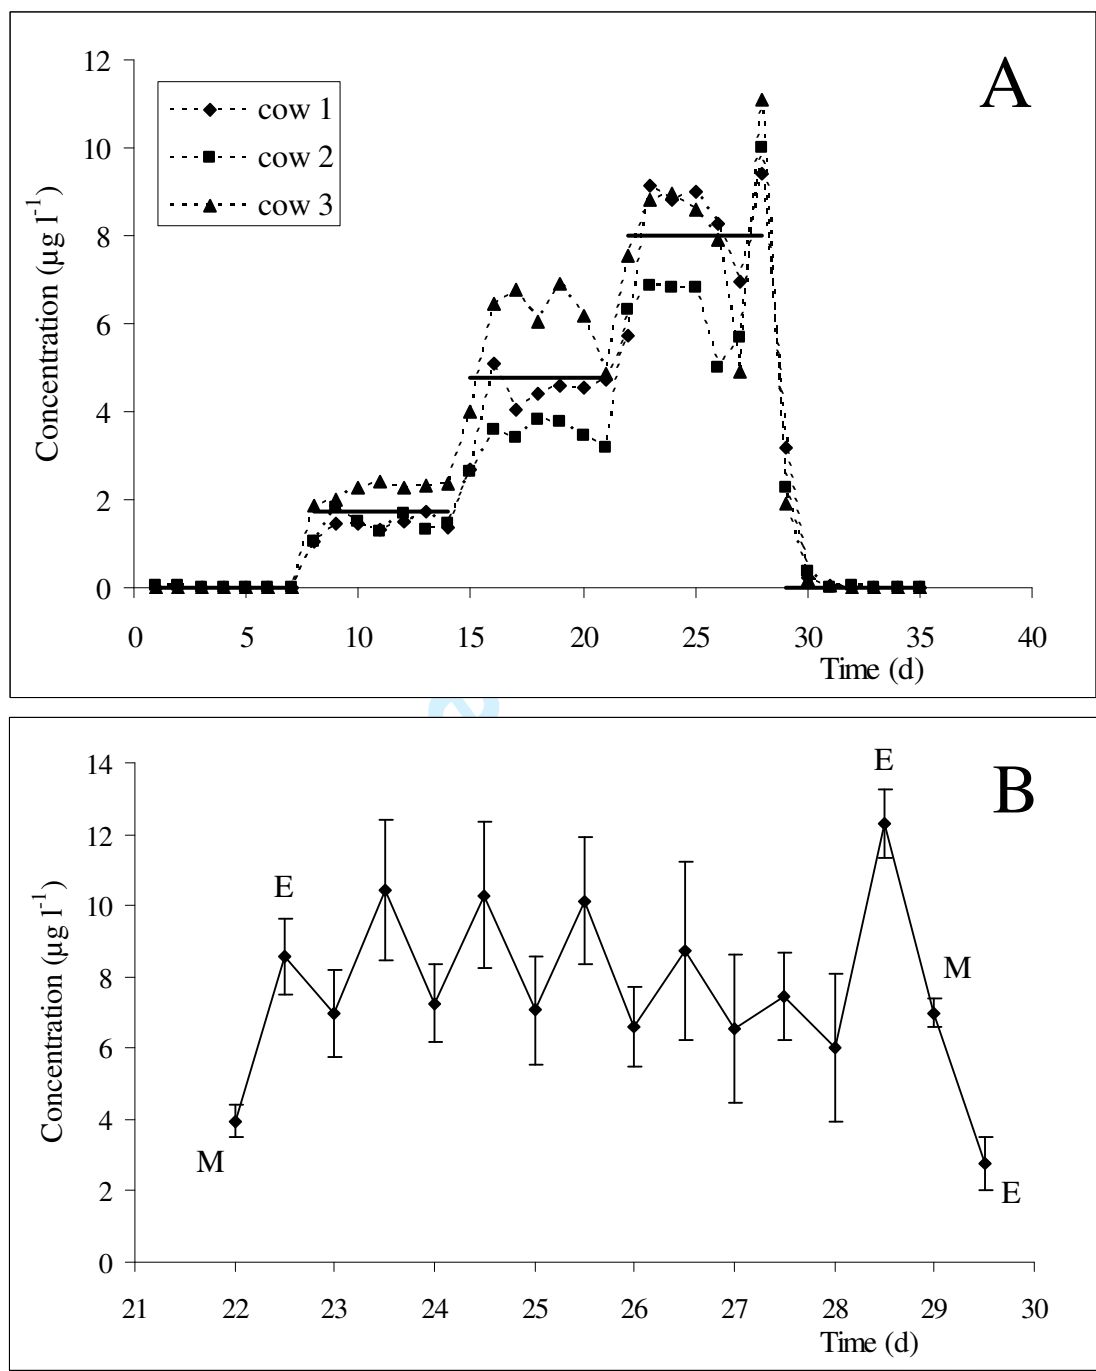 A
12
10
8
6
4
2
0
Concentration (µg l⁻¹)
cow 1
cow 2
cow 3
0 5 10 15 20 25 30 35 40
Time (d)
&
B
14
12
10
8
6
4
2
0
Concentration (µg l⁻¹)
E
E
M
M
E
21 22 23 24 25 26 27 28 29 30
Time (d)